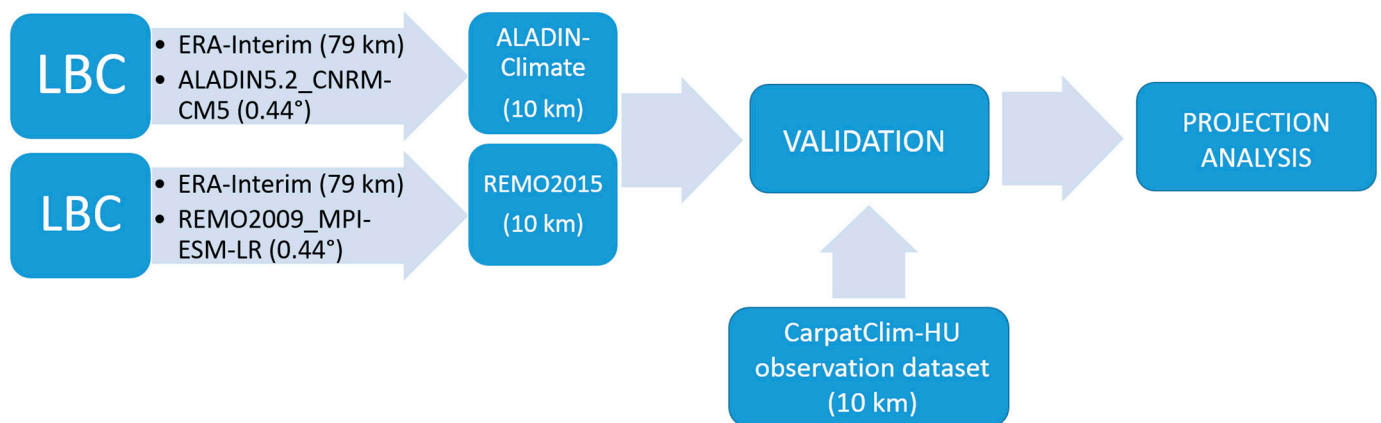 LBC
• ERA-Interim (79 km)
• ALADIN5.2_CNRM-
CM5 (0.44°)
ALADIN-
Climate
(10 km)
LBC
• ERA-Interim (79 km)
• REMO2009_MPI-
ESM-LR (0.44°)
REMO2015
(10 km)
VALIDATION
PROJECTION
ANALYSIS
CarpatClim-HU
observation dataset
(10 km)